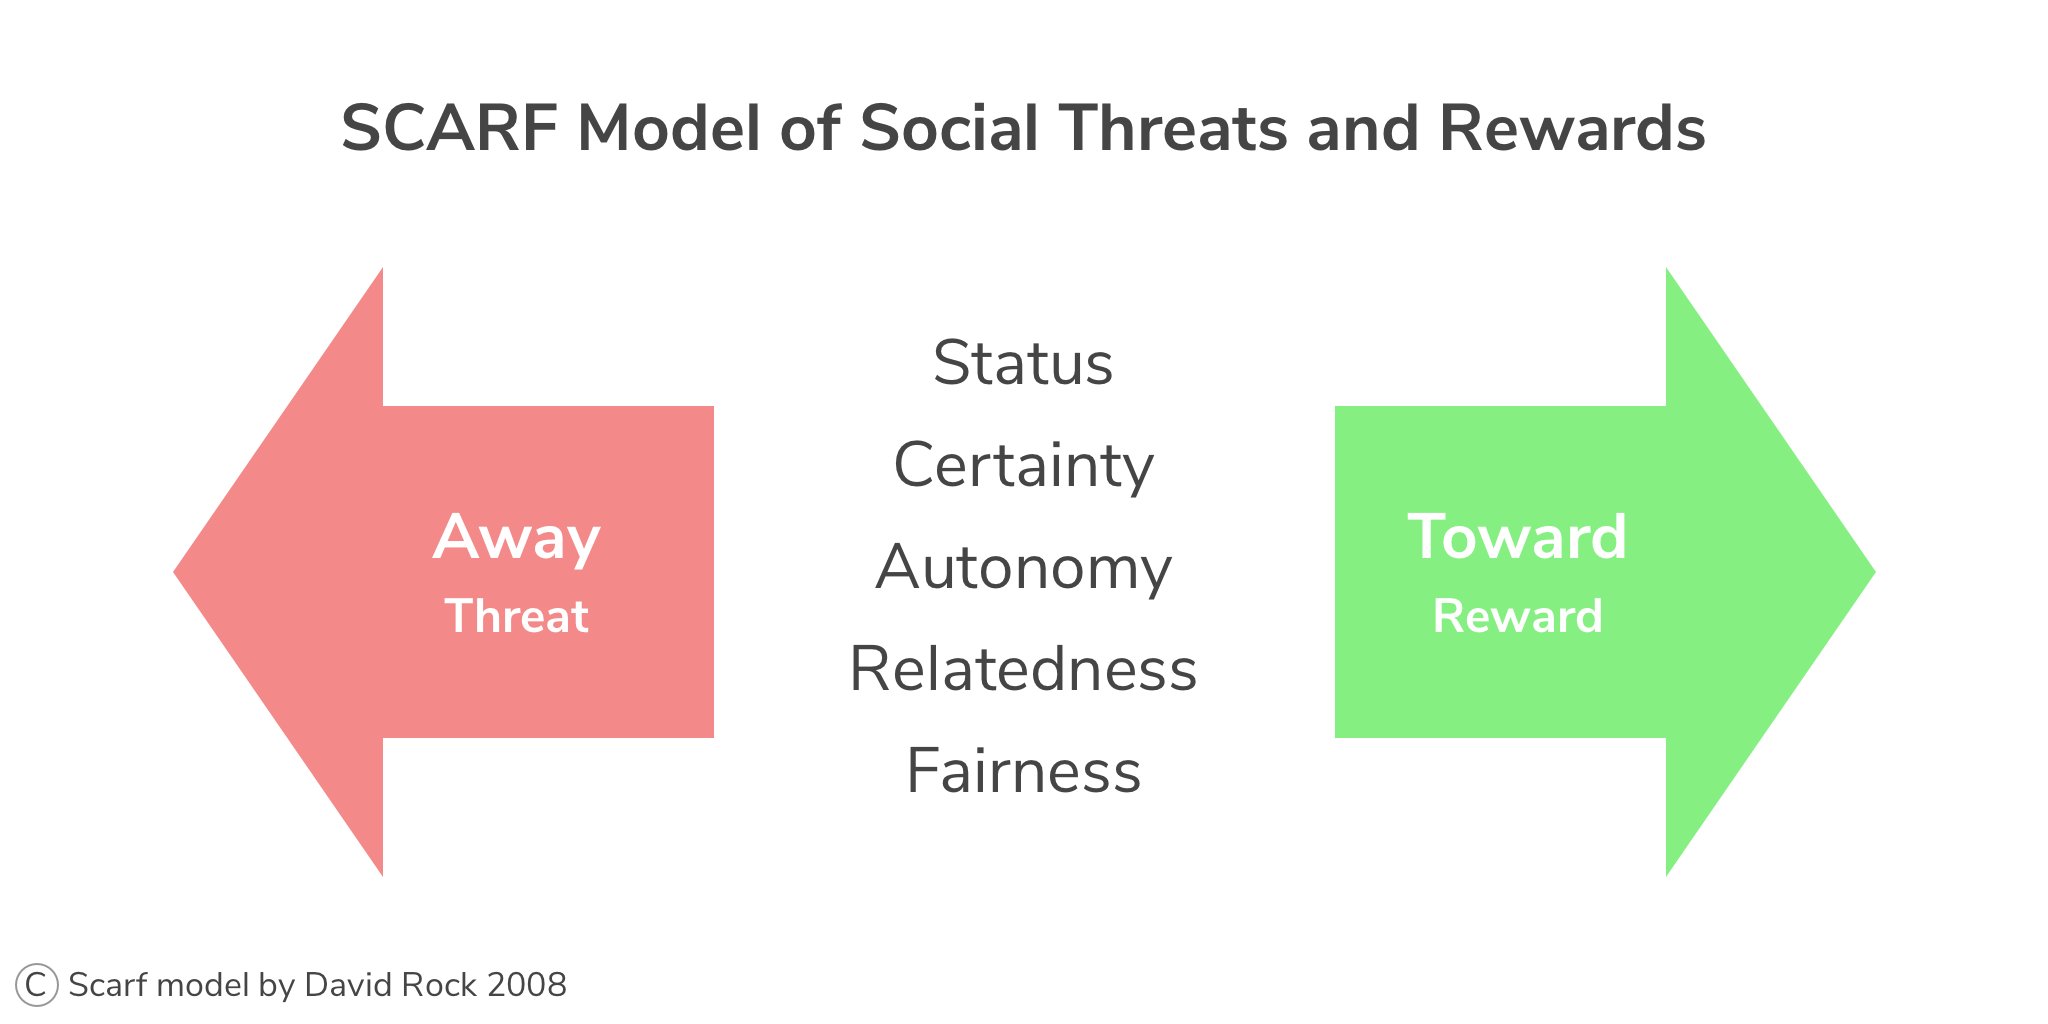 SCARF Model of Social Threats and Rewards
Away
Threat
Status
Certainty
Autonomy
Relatedness
Fairness
Toward
Reward
© Scarf model by David Rock 2008